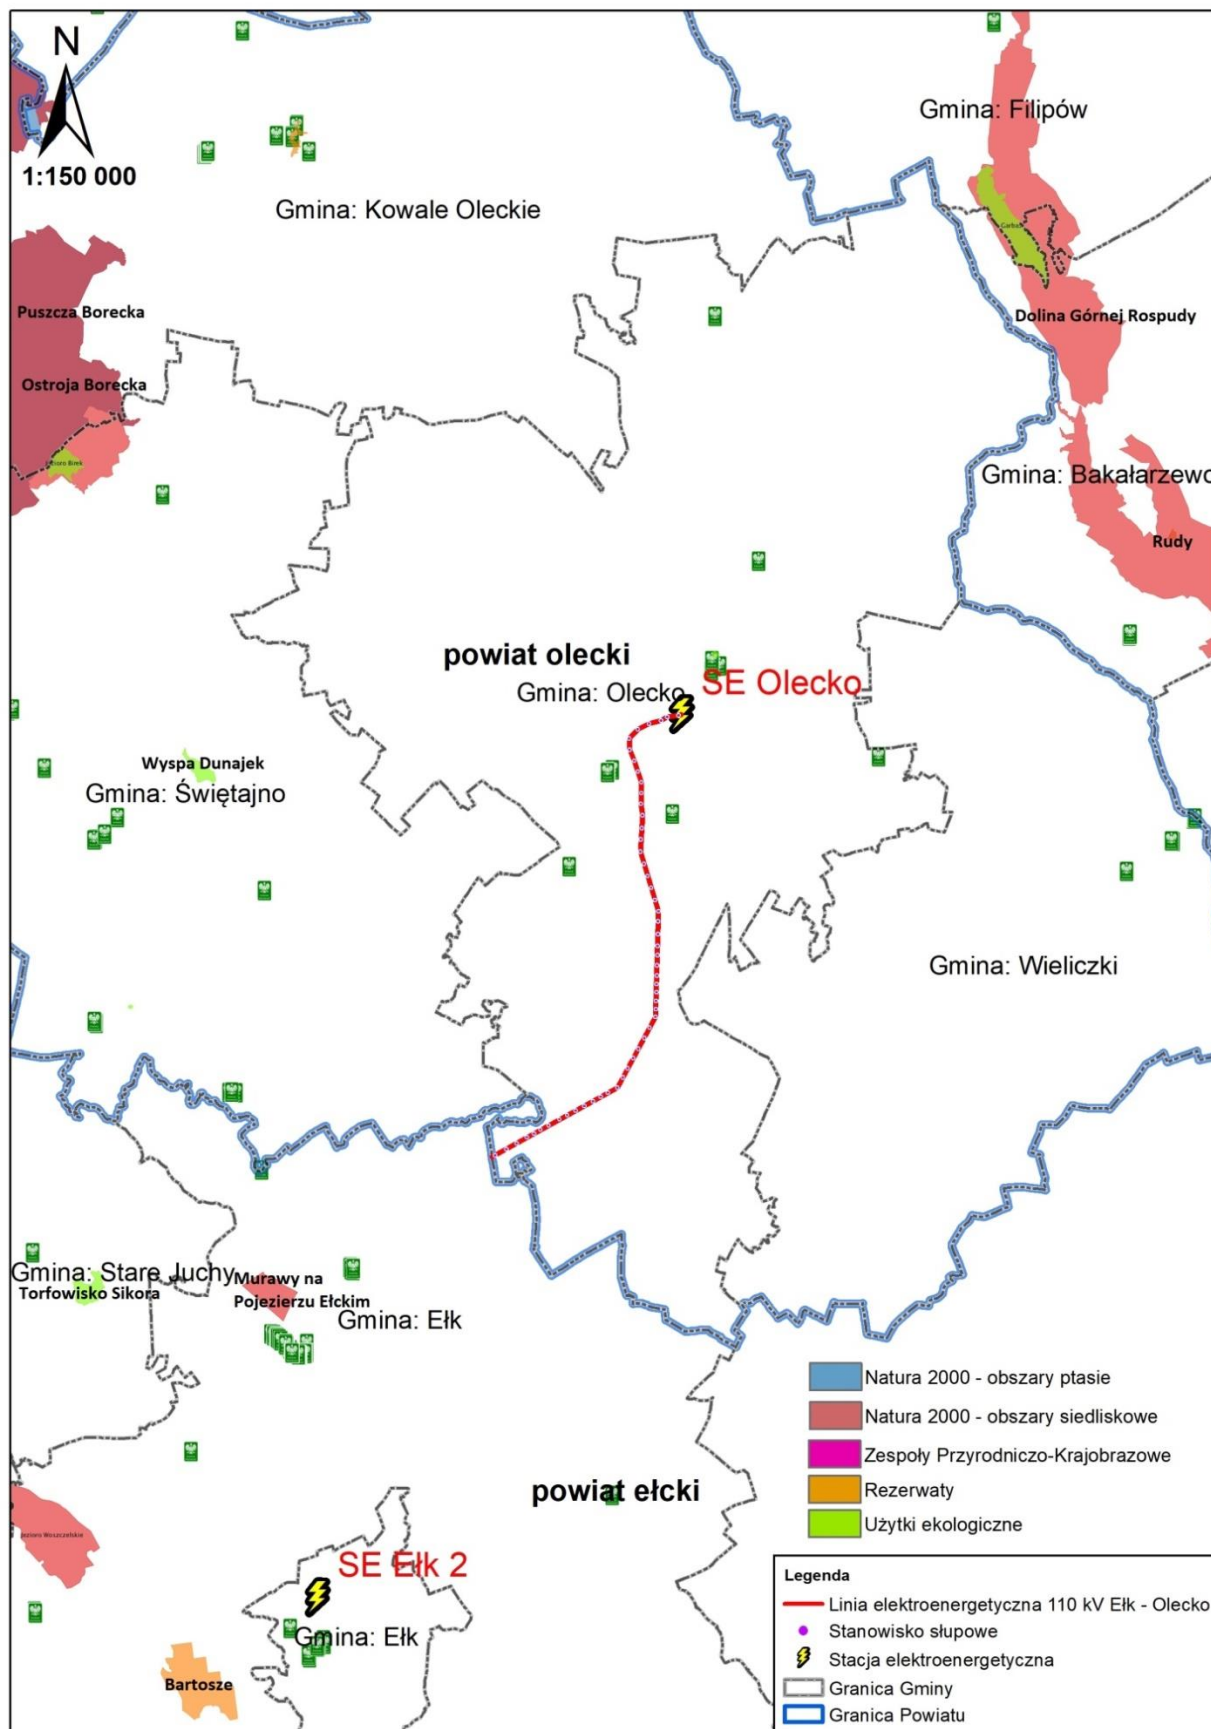 N
1:150 000
Gmina: Filipów
Gmina: Kowale Oleckie
Garbaś
Puszcza Borecka
Dolina Górnej Rospudy
Ostroja Borecka
Gmina: Bakałarzewo
Rudy
powiat olecki
Gmina: Olecko
SE Olecko
Wyspa Dunajek
Gmina: Świętajno
Gmina: Wieliczki
Gmina: Stare Juchy
Torfowisko Sikora
Murawy na
Pojezierzu Ełckim
Gmina: Ełk
Natura 2000 - obszary ptasie
Natura 2000 - obszary siedliskowe
Zespoły Przyrodniczo-Krajobrazowe
Rezerwaty
Użytki ekologiczne
powiat ełcki
Jezioro Woszczelskie
SE Ełk 2
Gmina: Ełk
Bartosze
Legenda
Linia elektroenergetyczna 110 kV Ełk - Olecko
Stanowisko słupowe
Stacja elektroenergetyczna
Granica Gminy
Granica Powiatu